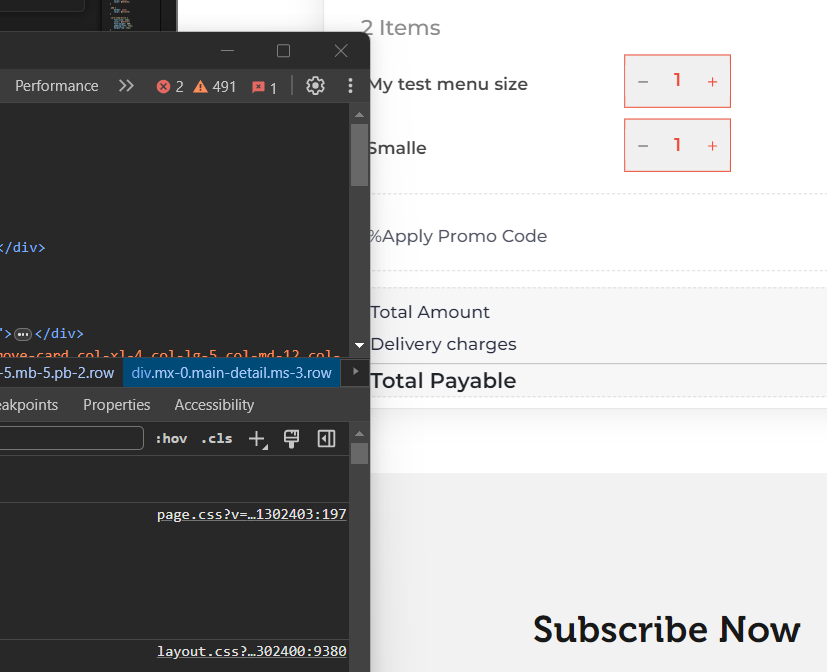 2 Items
Performance
2 491 1
My test menu size
− 1 +
Smalle
− 1 +
</div>
%Apply Promo Code
Total Amount
">…</div>
Delivery charges
ove-card col-xl-4 col-lg-5 col-md-12 col-
-5.mb-5.pb-2.row div.mx-0.main-detail.ms-3.row
Total Payable
eakpoints Properties Accessibility
:hov .cls
page.css?v=…1302403:197
Subscribe Now
layout.css?…302400:9380